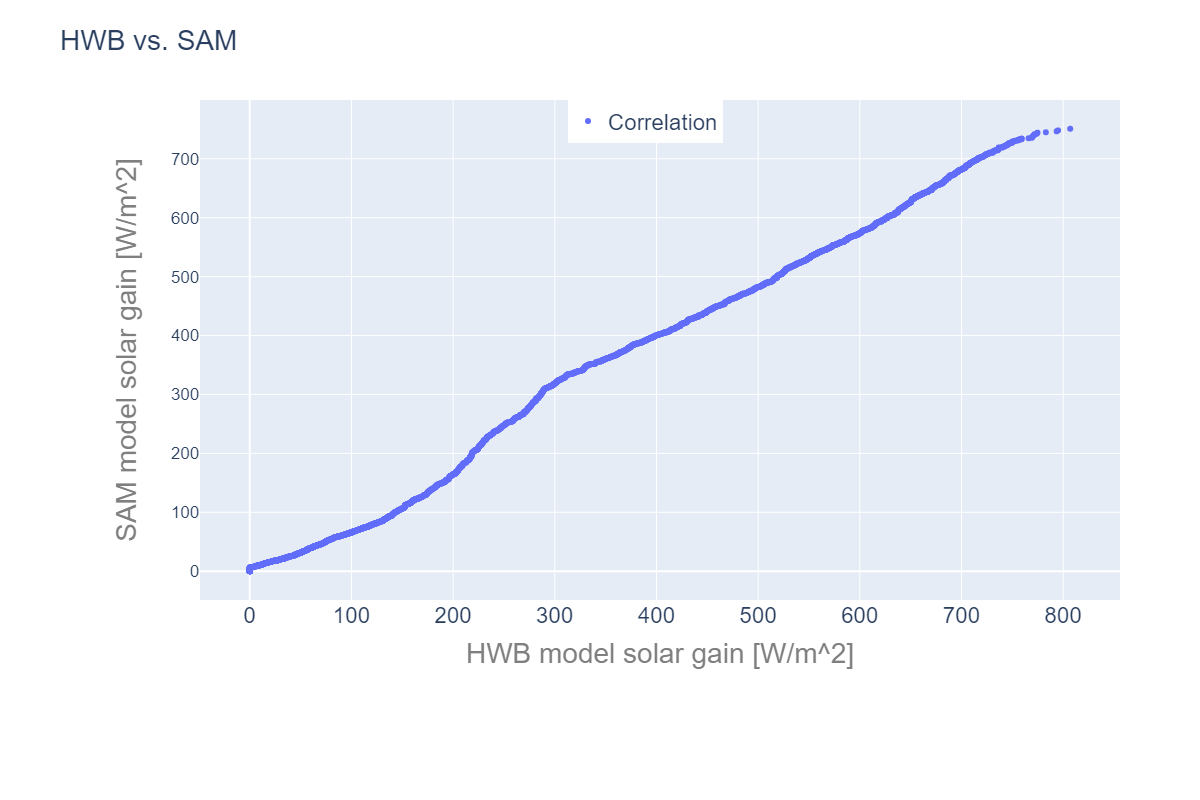 HWB vs. SAM
Correlation
SAM model solar gain [W/m^2]
700
600
500
400
300
200
100
0
0 100 200 300 400 500 600 700 800
HWB model solar gain [W/m^2]